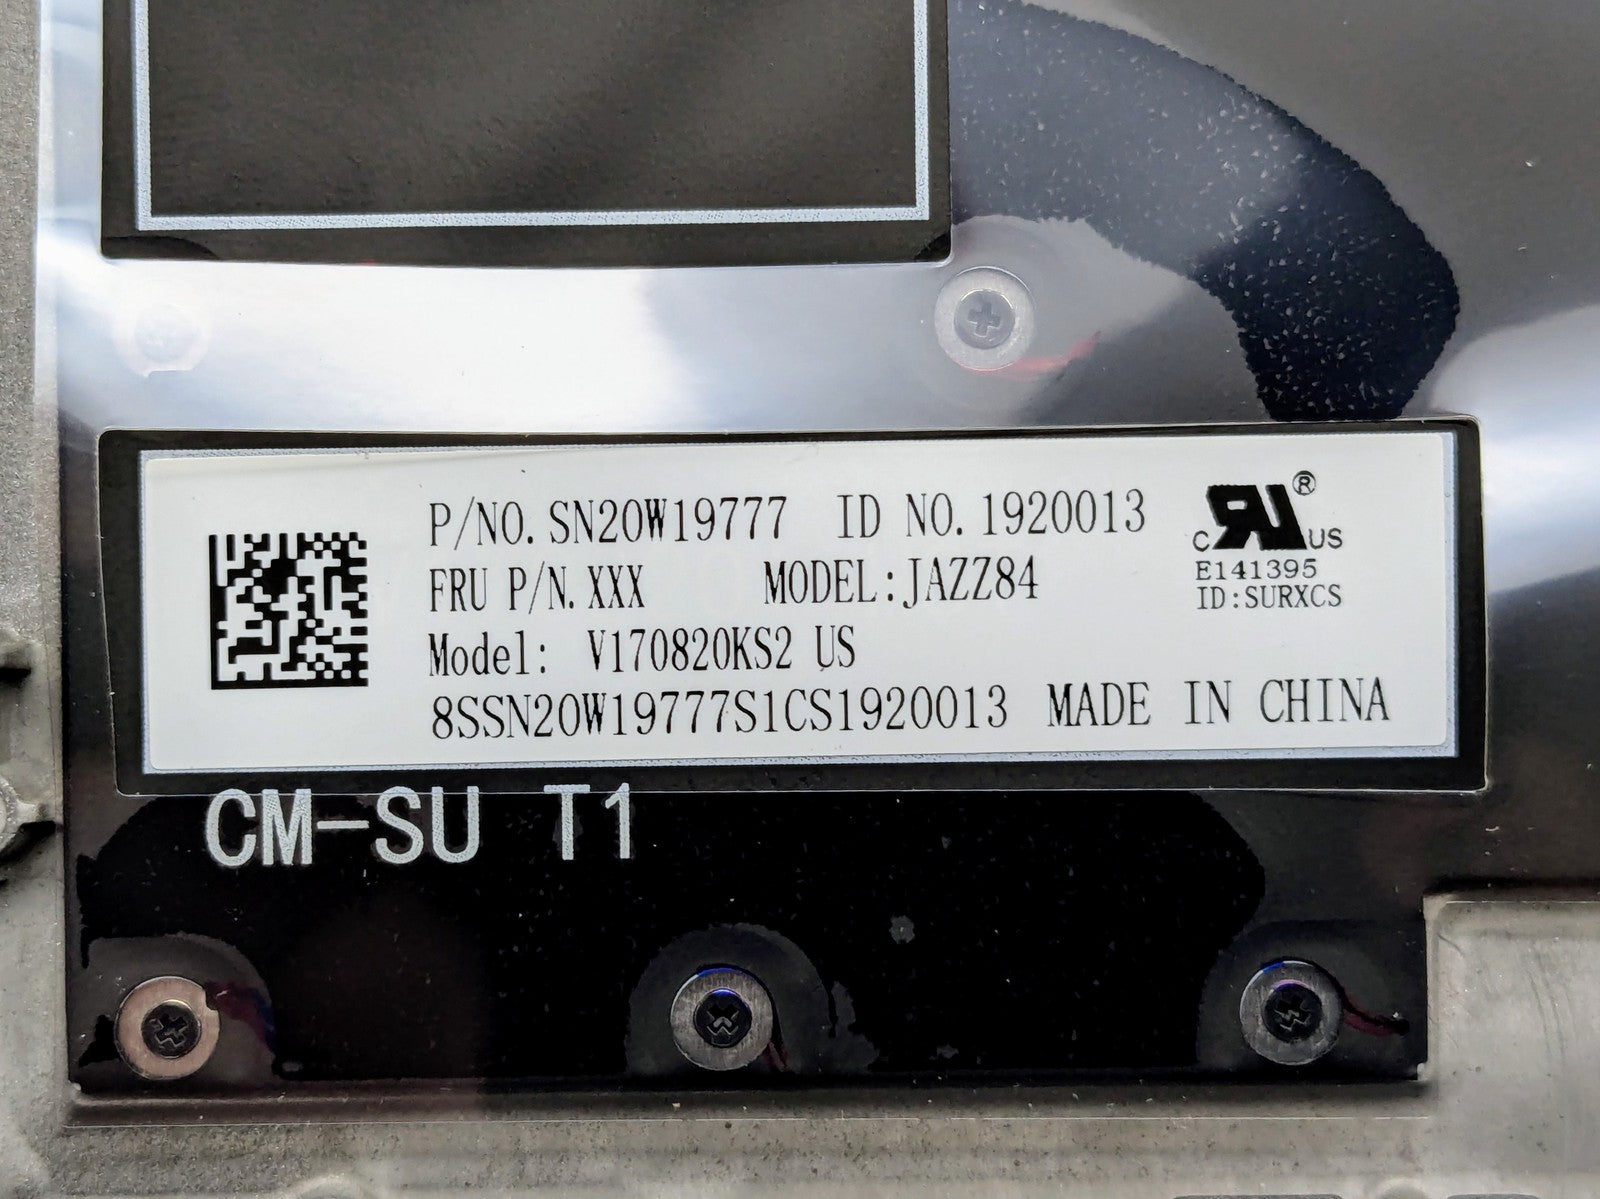 P/NO. SN20W19777 ID NO. 1920013
FRU P/N. XXX MODEL:JAZZ84
Model: V170820KS2 US
8SSN20W19777S1CS1920013 MADE IN CHINA
C RU® US
E141395
ID:SURXCS
CM-SU T1